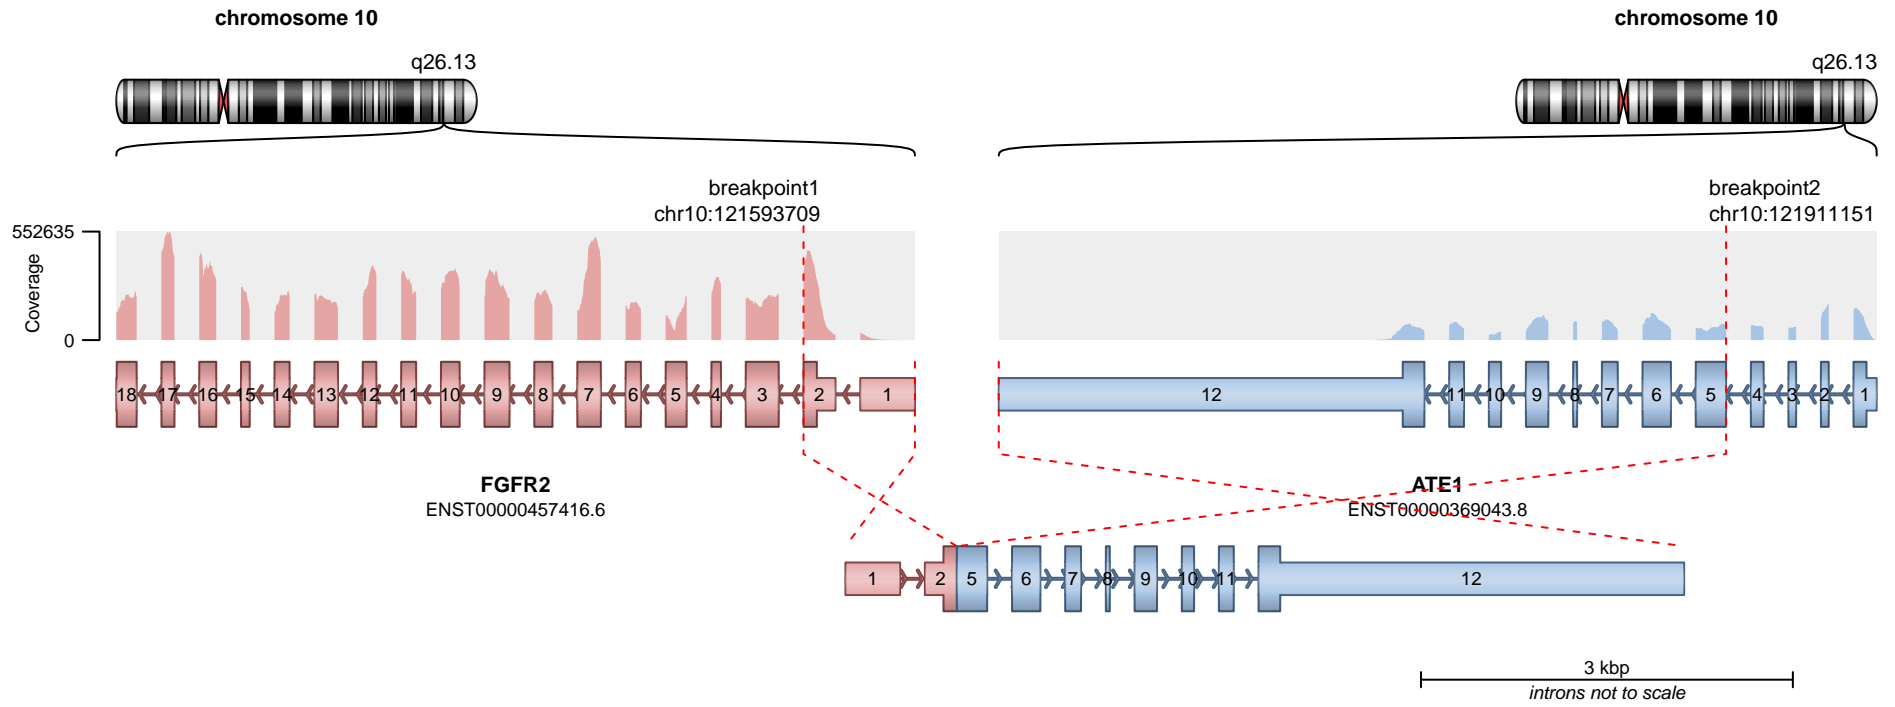 chromosome 10
chromosome 10
q26.13
q26.13
breakpoint1
chr10:121593709
breakpoint2
chr10:121911151
552635
Coverage
0
18 17 16 15 14 13 12 11 10 9 8 7 6 5 4 3 2 1
12 11 10 9 8 7 6 5 4 3 2 1
FGFR2
ENST00000457416.6
ATE1
ENST00000369043.8
1 2 5 6 7 8 9 10 11 12
3 kbp
introns not to scale